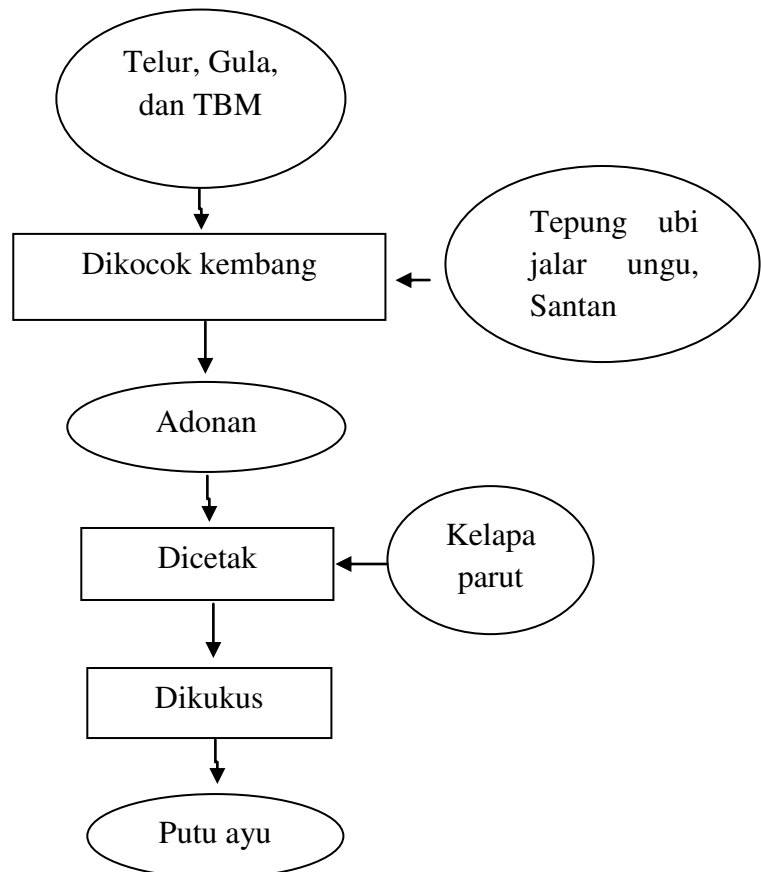 Telur, Gula,
dan TBM
Dikocok kembang
Tepung ubi
jalar ungu,
Santan
Adonan
Dicetak
Kelapa
parut
Dikukus
Putu ayu